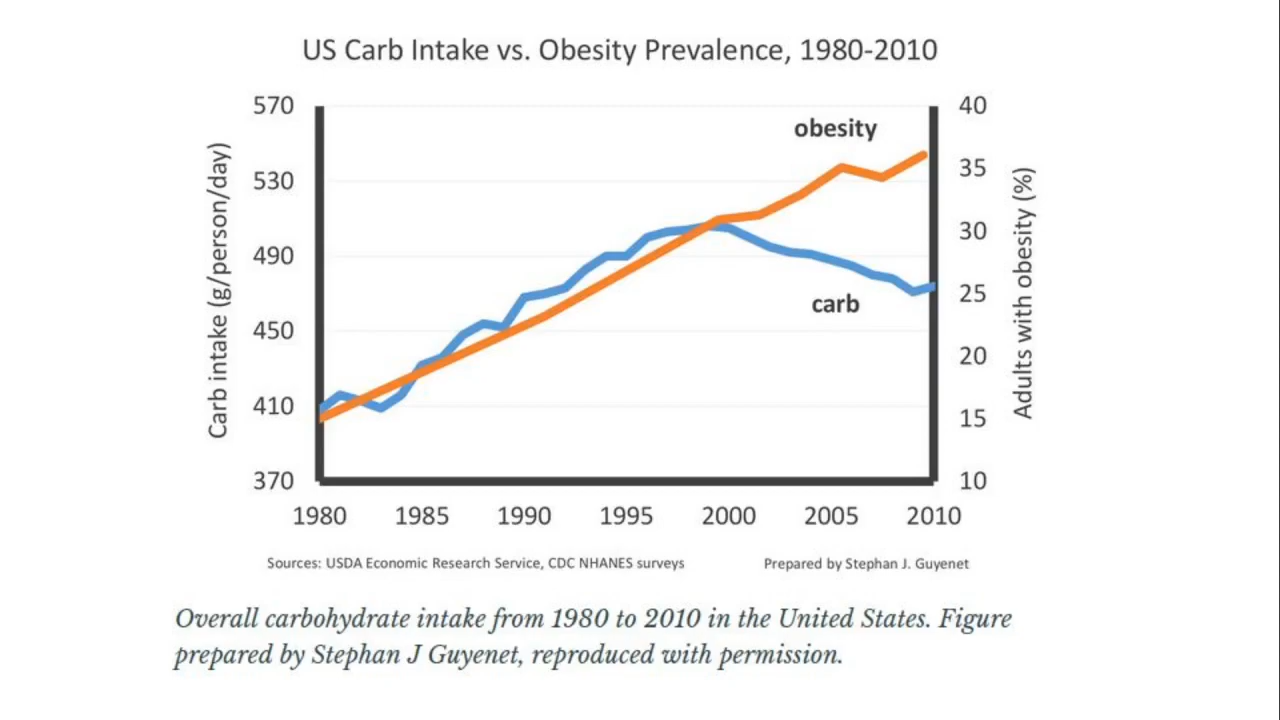 US Carb Intake vs. Obesity Prevalence, 1980-2010
570
530
490
450
410
370
Carb intake (g/person/day)
obesity
carb
40
35
30
25
20
15
10
Adults with obesity (%)
1980 1985 1990 1995 2000 2005 2010
Sources: USDA Economic Research Service, CDC NHANES surveys
Prepared by Stephan J. Guyenet
Overall carbohydrate intake from 1980 to 2010 in the United States. Figure
prepared by Stephan J Guyenet, reproduced with permission.